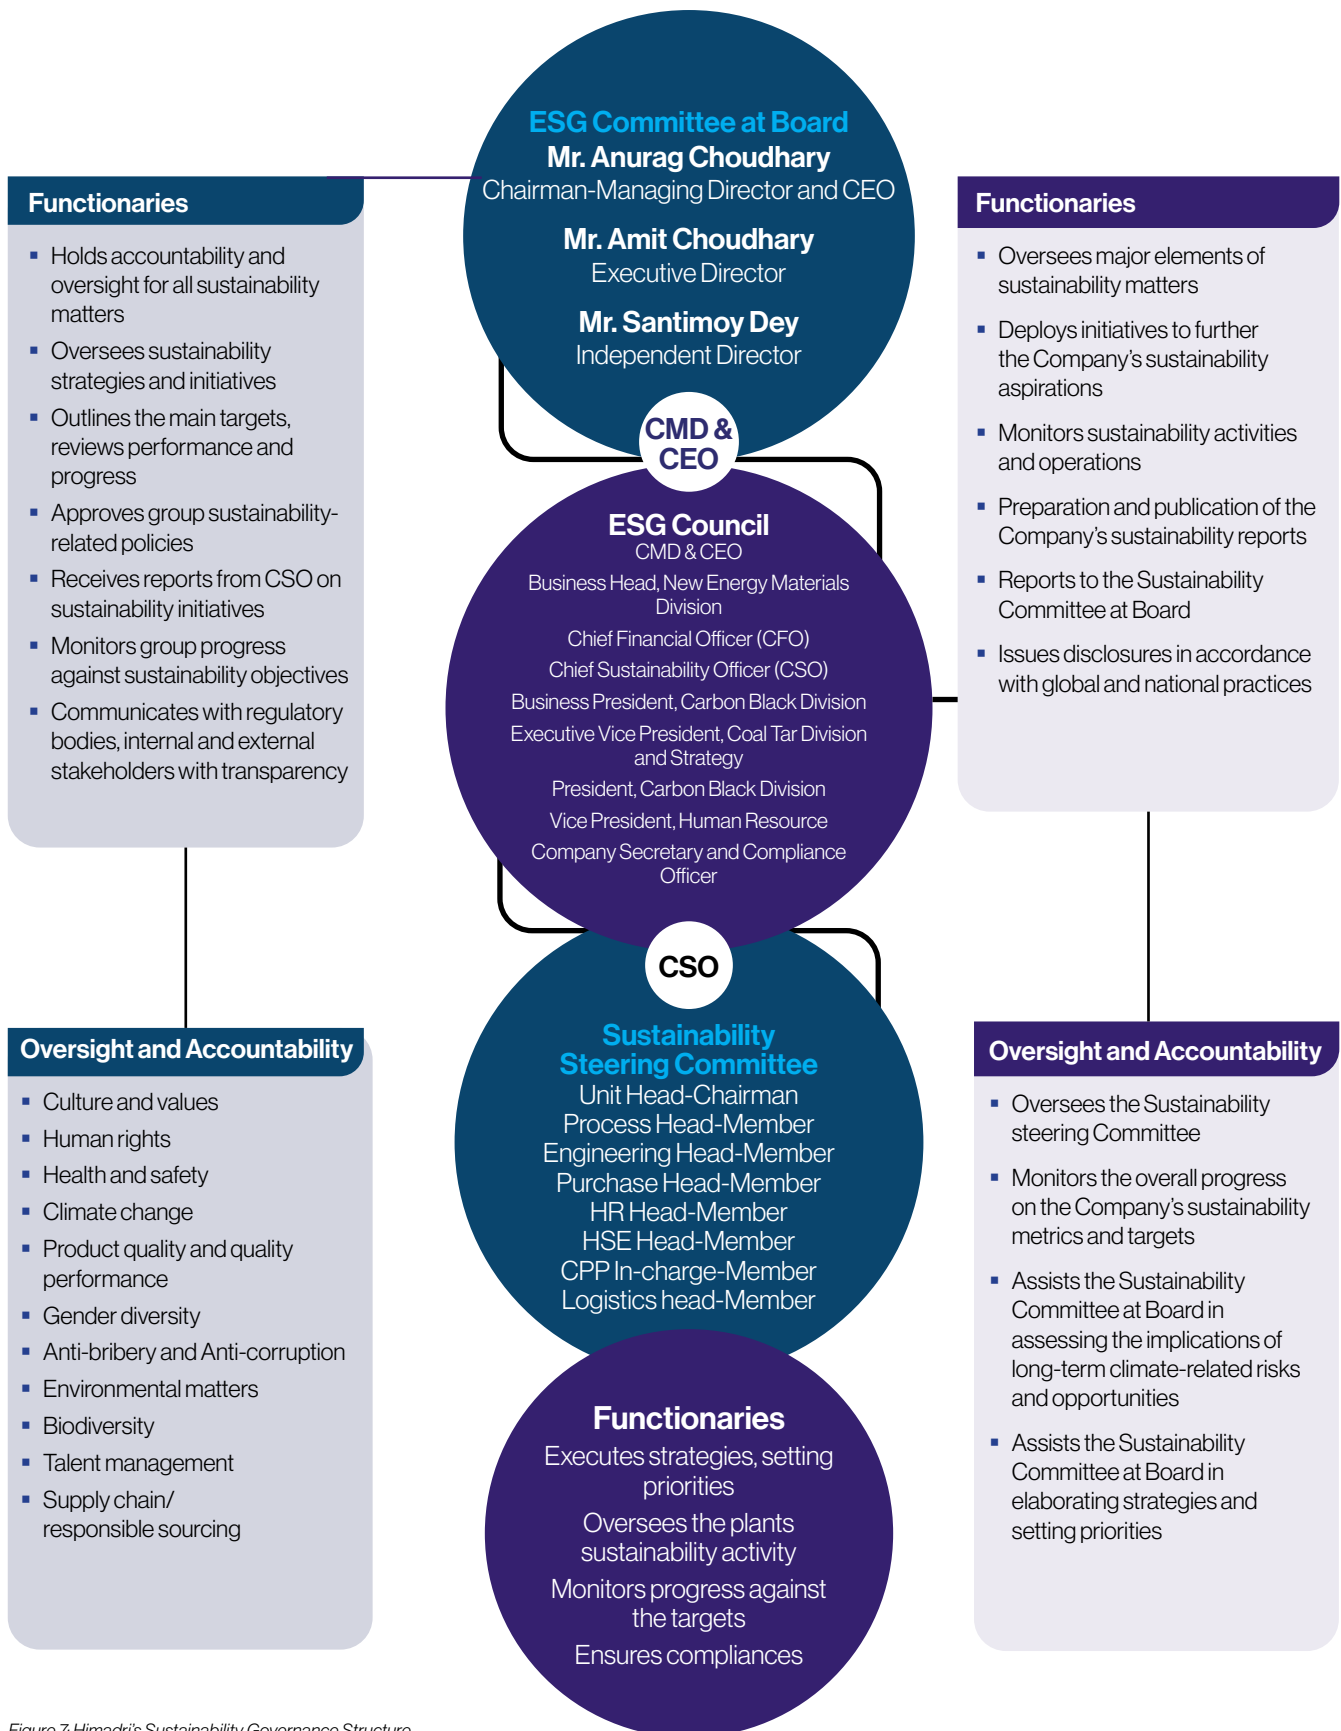 ESG Committee at Board
Mr. Anurag Choudhary
Chairman-Managing Director and CEO
Mr. Amit Choudhary
Executive Director
Mr. Santimoy Dey
Independent Director
Functionaries
Holds accountability and
oversight for all sustainability
matters
Oversees sustainability
strategies and initiatives
Outlines the main targets,
reviews performance and
progress
Approves group sustainability-
related policies
Receives reports from CSO on
sustainability initiatives
Monitors group progress
against sustainability objectives
Communicates with regulatory
bodies, internal and external
stakeholders with transparency
Oversight and Accountability
Culture and values
Human rights
Health and safety
Climate change
Product quality and quality
performance
Gender diversity
Anti-bribery and Anti-corruption
Environmental matters
Biodiversity
Talent management
Supply chain/
responsible sourcing
CMD &
CEO
ESG Council
CMD & CEO
Business Head, New Energy Materials
Division
Chief Financial Officer (CFO)
Chief Sustainability Officer (CSO)
Business President, Carbon Black Division
Executive Vice President, Coal Tar Division
and Strategy
President, Carbon Black Division
Vice President, Human Resource
Company Secretary and Compliance
Officer
Functionaries
Oversees major elements of
sustainability matters
Deploys initiatives to further
the Company's sustainability
aspirations
Monitors sustainability activities
and operations
Preparation and publication of the
Company's sustainability reports
Reports to the Sustainability
Committee at Board
Issues disclosures in accordance
with global and national practices
Oversight and Accountability
Oversees the Sustainability
steering Committee
Monitors the overall progress
on the Company's sustainability
metrics and targets
Assists the Sustainability
Committee at Board in
assessing the implications of
long-term climate-related risks
and opportunities
Assists the Sustainability
Committee at Board in
elaborating strategies and
setting priorities
CSO
Sustainability
Steering Committee
Unit Head-Chairman
Process Head-Member
Engineering Head-Member
Purchase Head-Member
HR Head-Member
HSE Head-Member
CPP In-charge-Member
Logistics head-Member
Functionaries
Executes strategies, setting
priorities
Oversees the plants
sustainability activity
Monitors progress against
the targets
Ensures compliances
Figure 7: Himadri's Sustainability Governance Structure